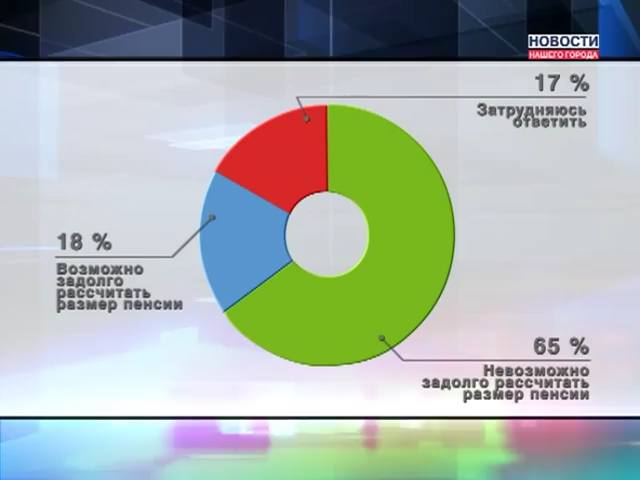 НОВОСТИ
НАШЕГО ГОРОДА
17 %
Затрудняюсь
ответить
18 %
Возможно
задолго
рассчитать
размер пенсии
65 %
Невозможно
задолго рассчитать
размер пенсии